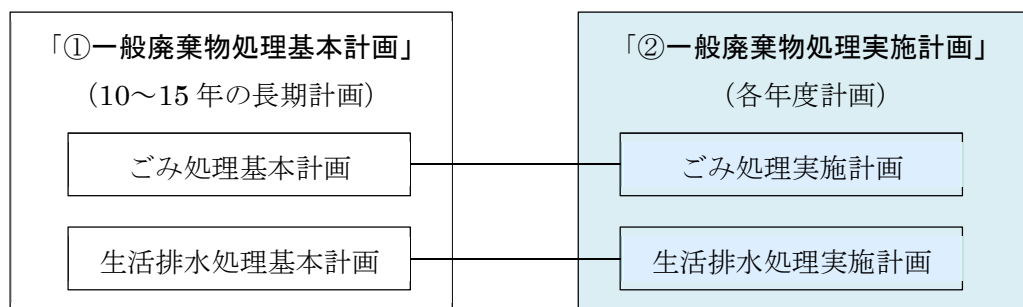 「①一般廃棄物処理基本計画」
(10～15年の長期計画)
ごみ処理基本計画
生活排水処理基本計画
「②一般廃棄物処理実施計画」
(各年度計画)
ごみ処理実施計画
生活排水処理実施計画